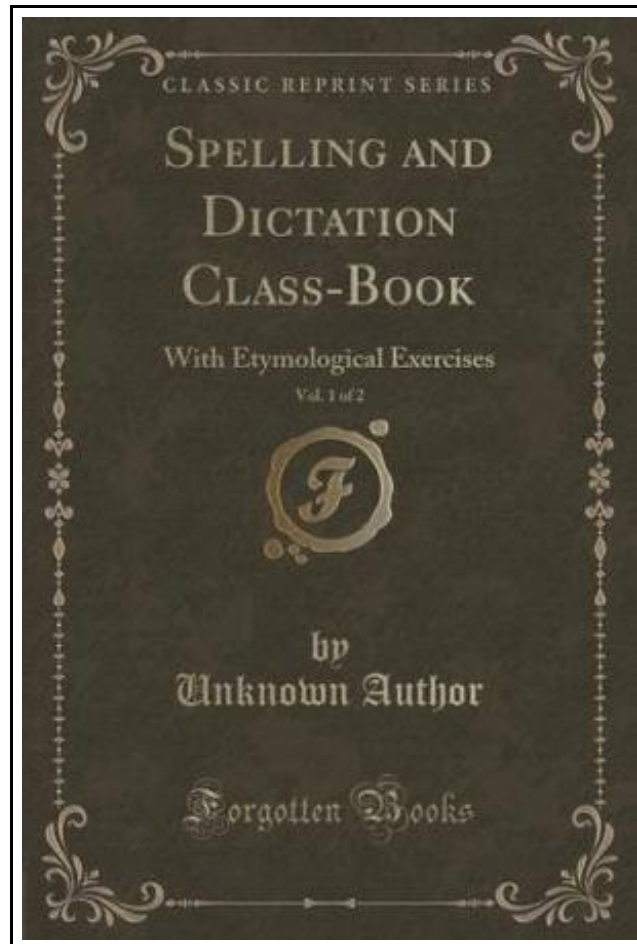 CLASSIC REPRINT SERIES
SPELLING AND
DICTATION
CLASS-BOOK
With Etymological Exercises
Vol. 1 of 2
F
by
Unknown Author
Forgotten Books